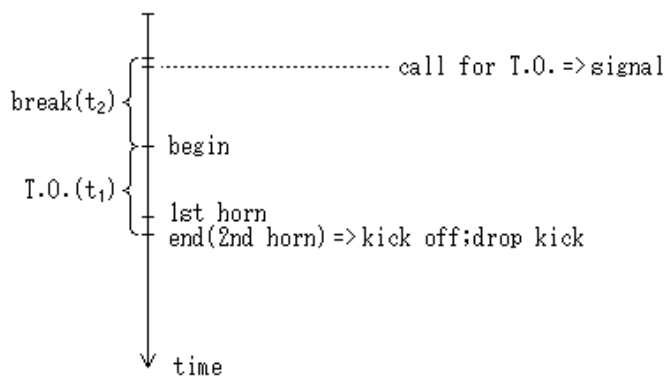 call for T.O.=>signal
break(t₂)
begin
T.O.(t₁)
1st horn
end(2nd horn)=>kick off;drop kick
time